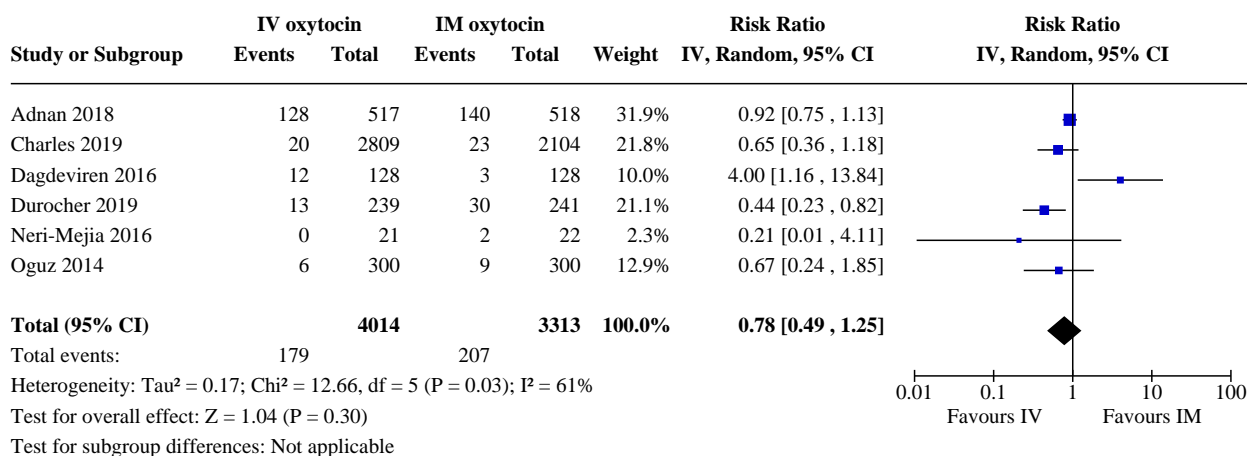 IV oxytocin IM oxytocin Risk Ratio Risk Ratio
Study or Subgroup Events Total Events Total Weight IV, Random, 95% CI IV, Random, 95% CI
Adnan 2018 128 517 140 518 31.9% 0.92 [0.75 , 1.13]
Charles 2019 20 2809 23 2104 21.8% 0.65 [0.36 , 1.18]
Dagdeviren 2016 12 128 3 128 10.0% 4.00 [1.16 , 13.84]
Durocher 2019 13 239 30 241 21.1% 0.44 [0.23 , 0.82]
Neri-Mejia 2016 0 21 2 22 2.3% 0.21 [0.01 , 4.11]
Oguz 2014 6 300 9 300 12.9% 0.67 [0.24 , 1.85]
Total (95% CI) 4014 3313 100.0% 0.78 [0.49 , 1.25]
Total events: 179 207
Heterogeneity: Tau² = 0.17; Chi² = 12.66, df = 5 (P = 0.03); I² = 61%
0.01 0.1 1 10 100
Test for overall effect: Z = 1.04 (P = 0.30) Favours IV Favours IM
Test for subgroup differences: Not applicable